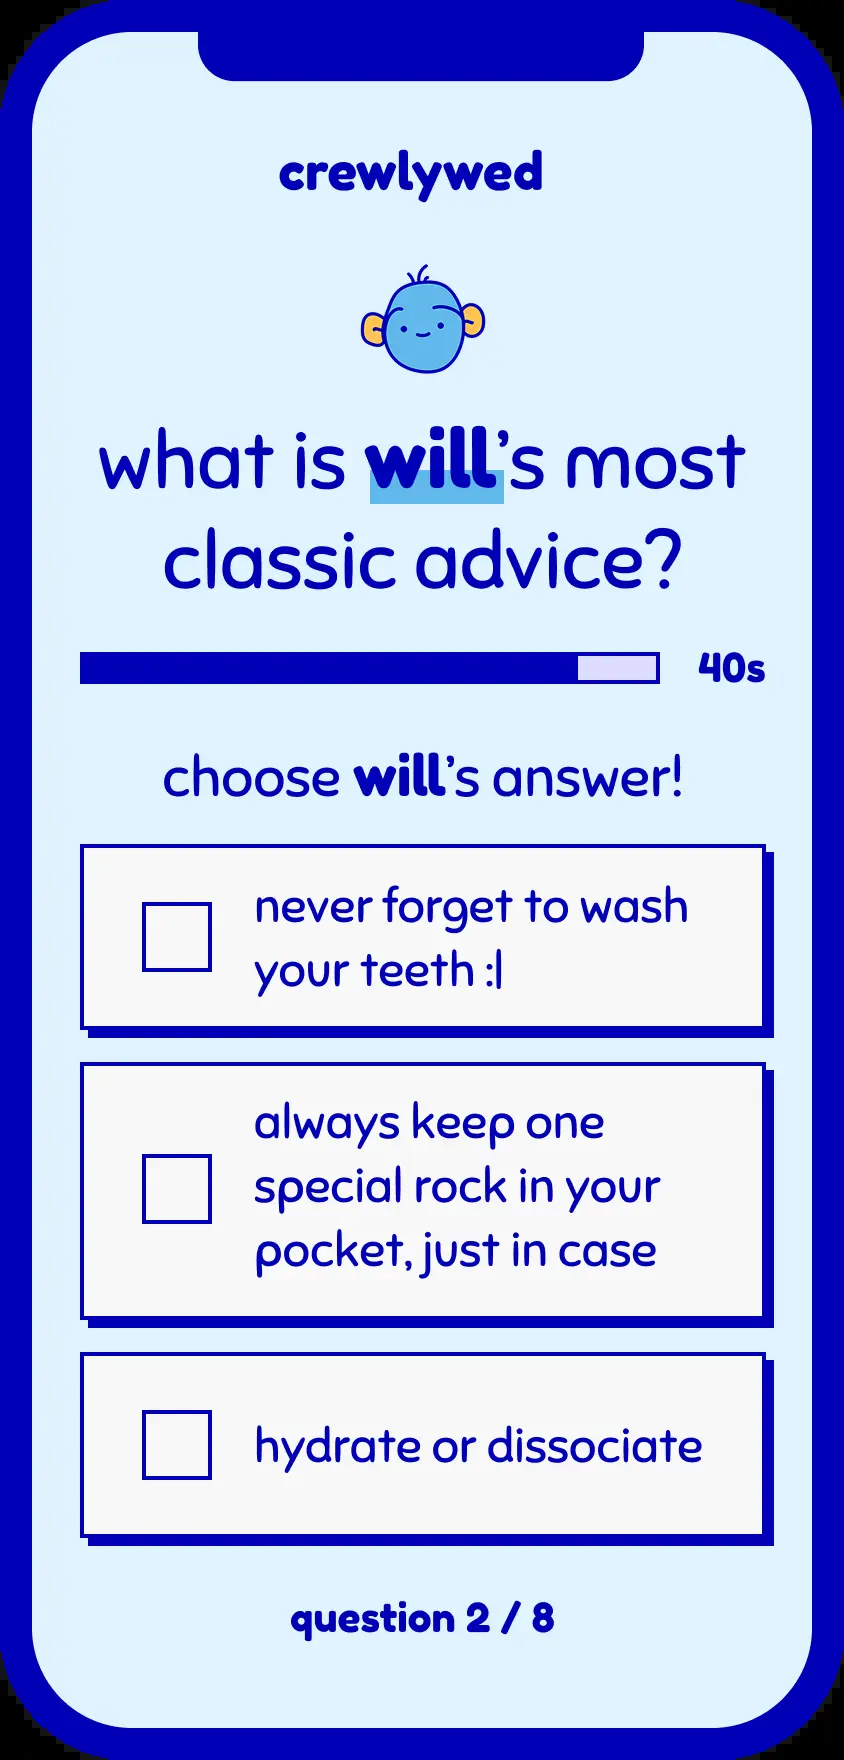 crewlywed
what is will’s most
classic advice?
40s
choose will’s answer!
never forget to wash
your teeth :|
always keep one
special rock in your
pocket, just in case
hydrate or dissociate
question 2 / 8